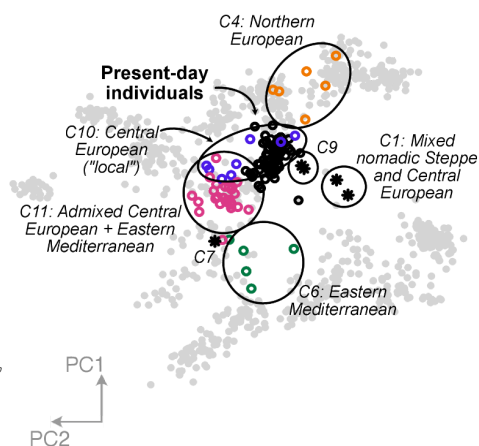 C4: Northern
European
Present-day
individuals
C10: Central
European
("local")
C9
C1: Mixed
nomadic Steppe
and Central
European
C11: Admixed Central
European + Eastern
Mediterranean
C7
C6: Eastern
Mediterranean
PC1
PC2